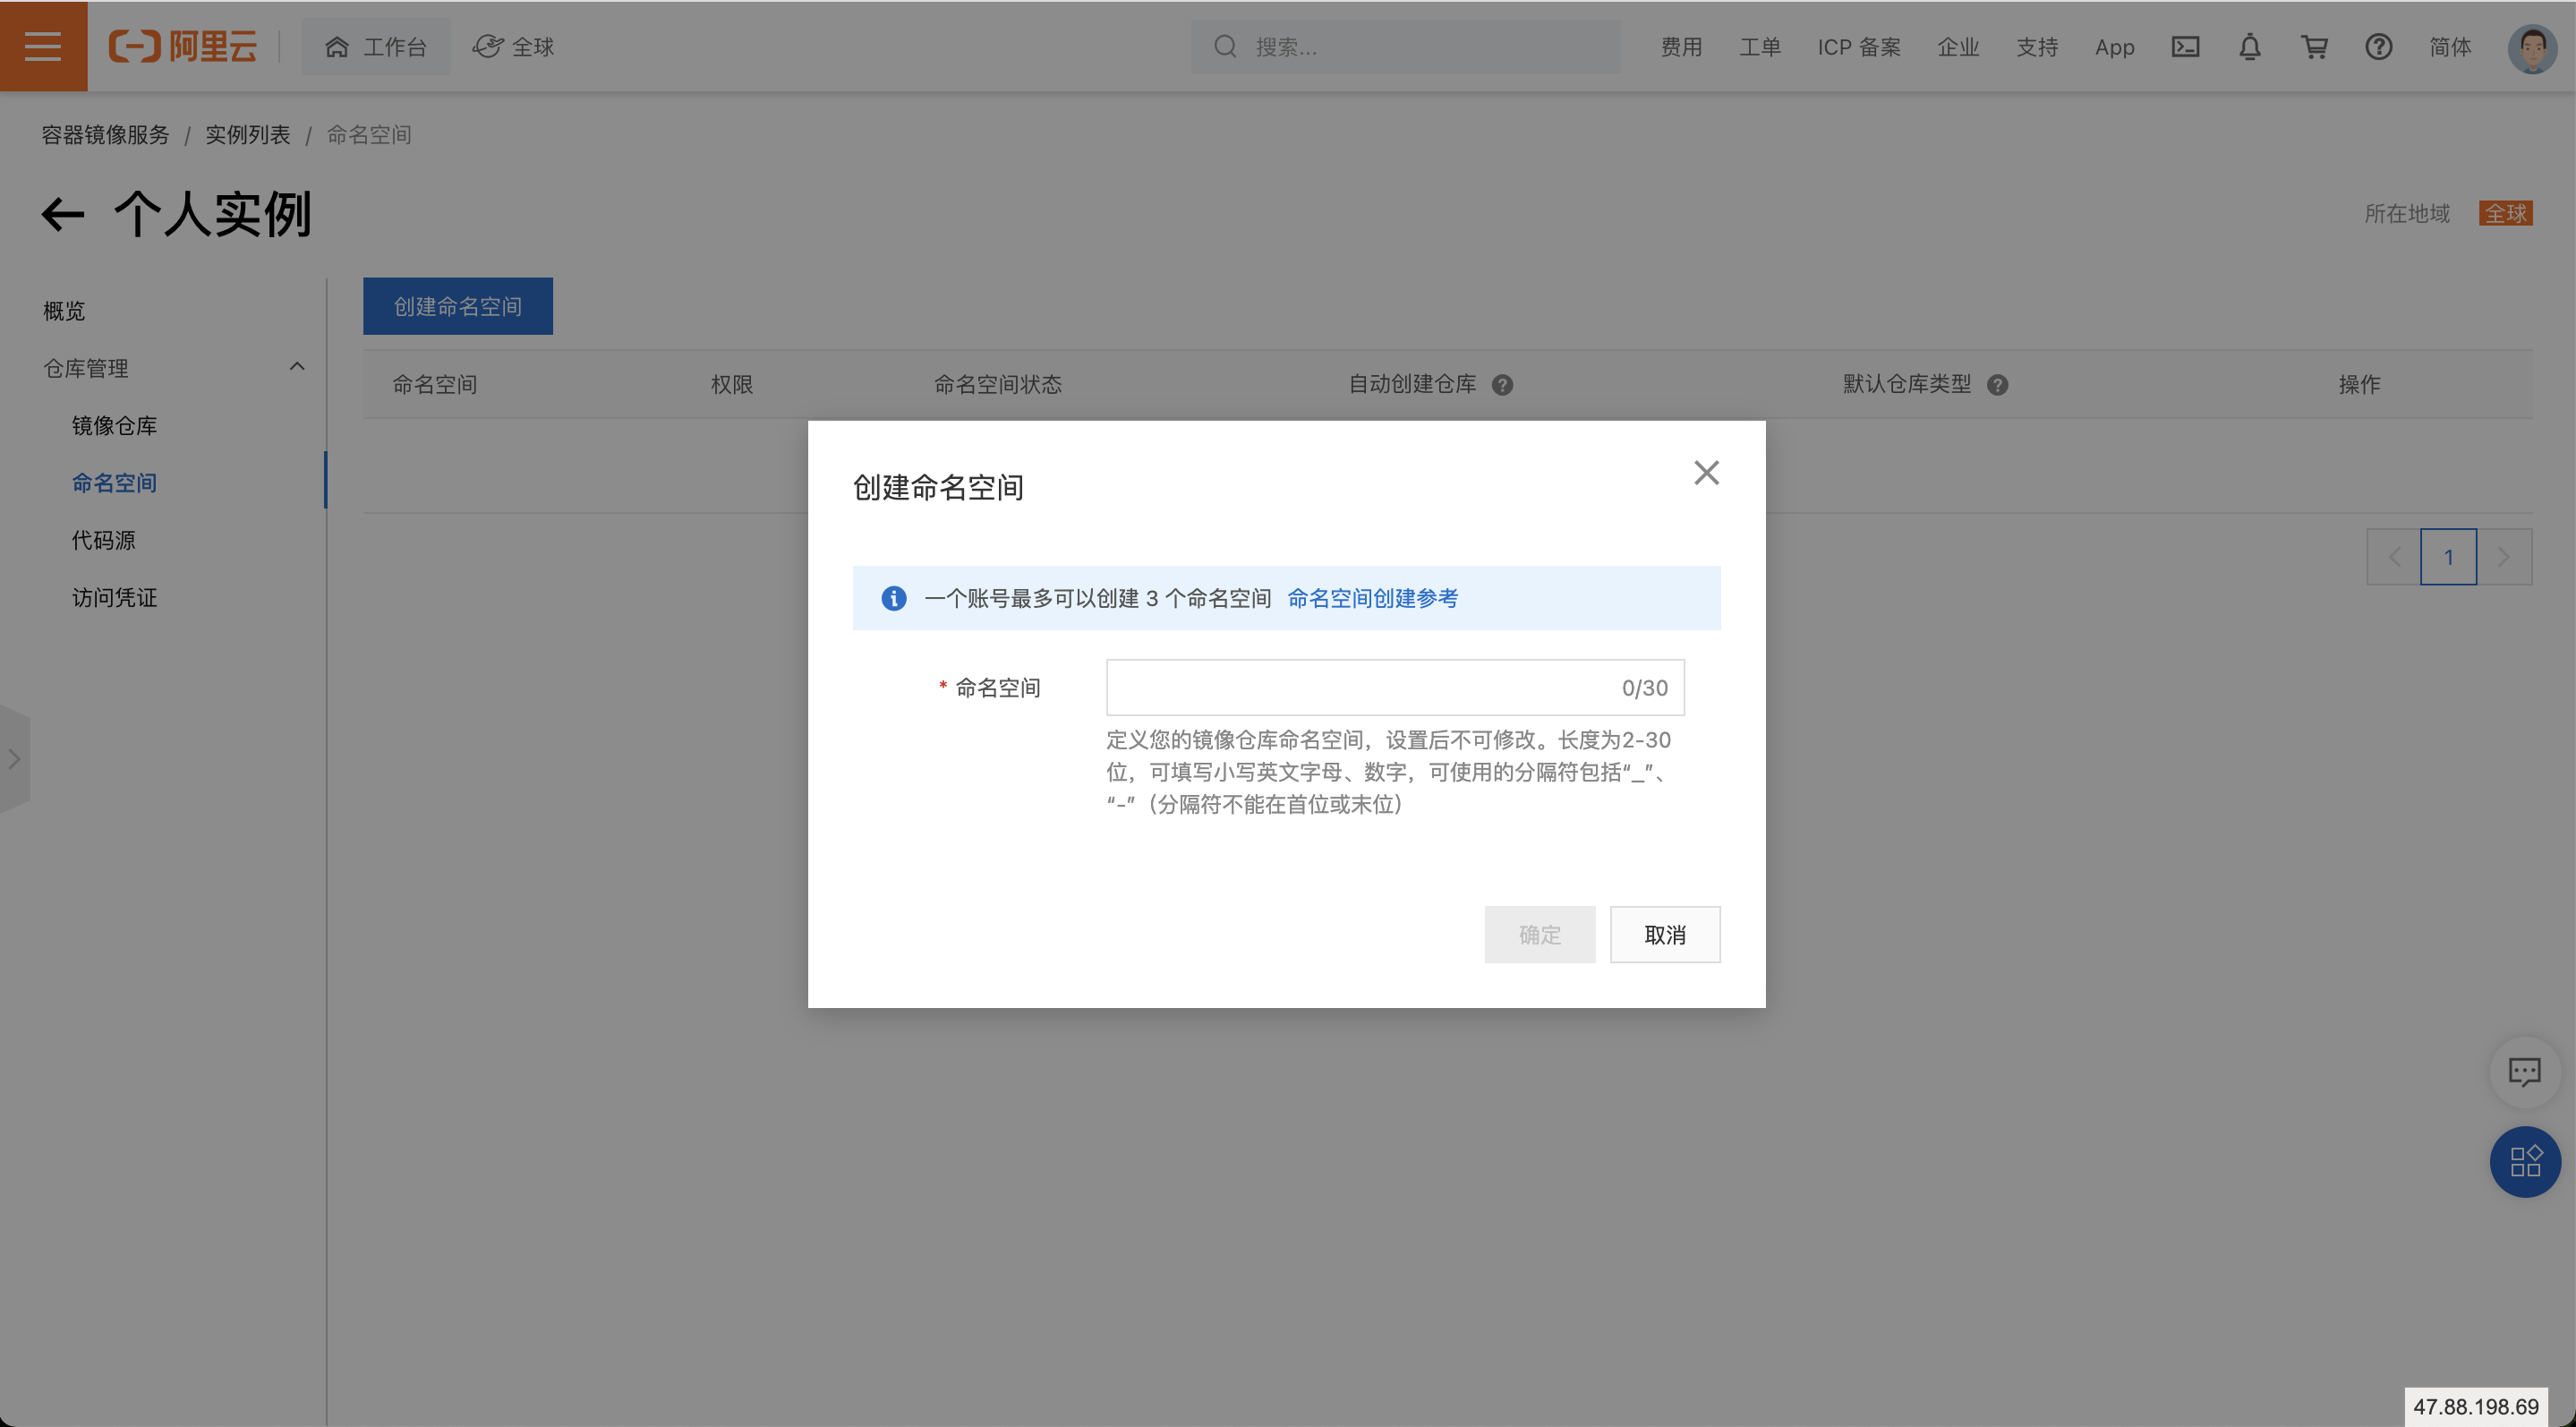 阿里云
工作台
全球
搜索...
费用
工单
ICP 备案
企业
支持
App
简体
容器镜像服务 / 实例列表 / 命名空间
个人实例
所在地域 全球
概览
仓库管理
镜像仓库
命名空间
代码源
访问凭证
创建命名空间
命名空间 权限 命名空间状态 自动创建仓库 默认仓库类型 操作
创建命名空间
一个账号最多可以创建 3 个命名空间 命名空间创建参考
* 命名空间
0/30
定义您的镜像仓库命名空间，设置后不可修改。长度为2-30
位，可填写小写英文字母、数字，可使用的分隔符包括“_”、
“-”（分隔符不能在首位或末位）
确定
取消
1
47.88.198.69